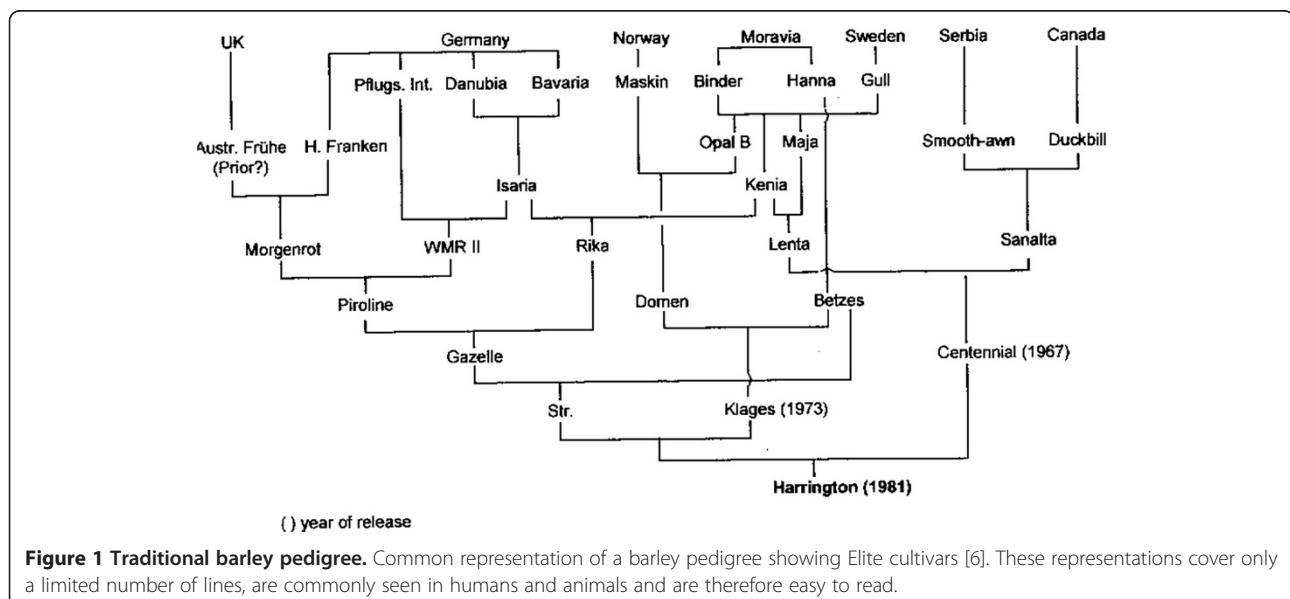 UK Germany Norway Moravia Sweden Serbia Canada
Pflugs. Int. Danubia Bavaria Maskin Binder Hanna Gull
Austr. Frühe H. Franken Opal B Maja Smooth-awn Duckbill
(Prior?)
Isaria Kenia
Morgenrot WMR II Rika Lenta Sanalta
Piroline Domen Betzes
Gazelle Centennial (1967)
Str. Klages (1973)
Harrington (1981)
( ) year of release
Figure 1 Traditional barley pedigree. Common representation of a barley pedigree showing Elite cultivars [6]. These representations cover only
a limited number of lines, are commonly seen in humans and animals and are therefore easy to read.